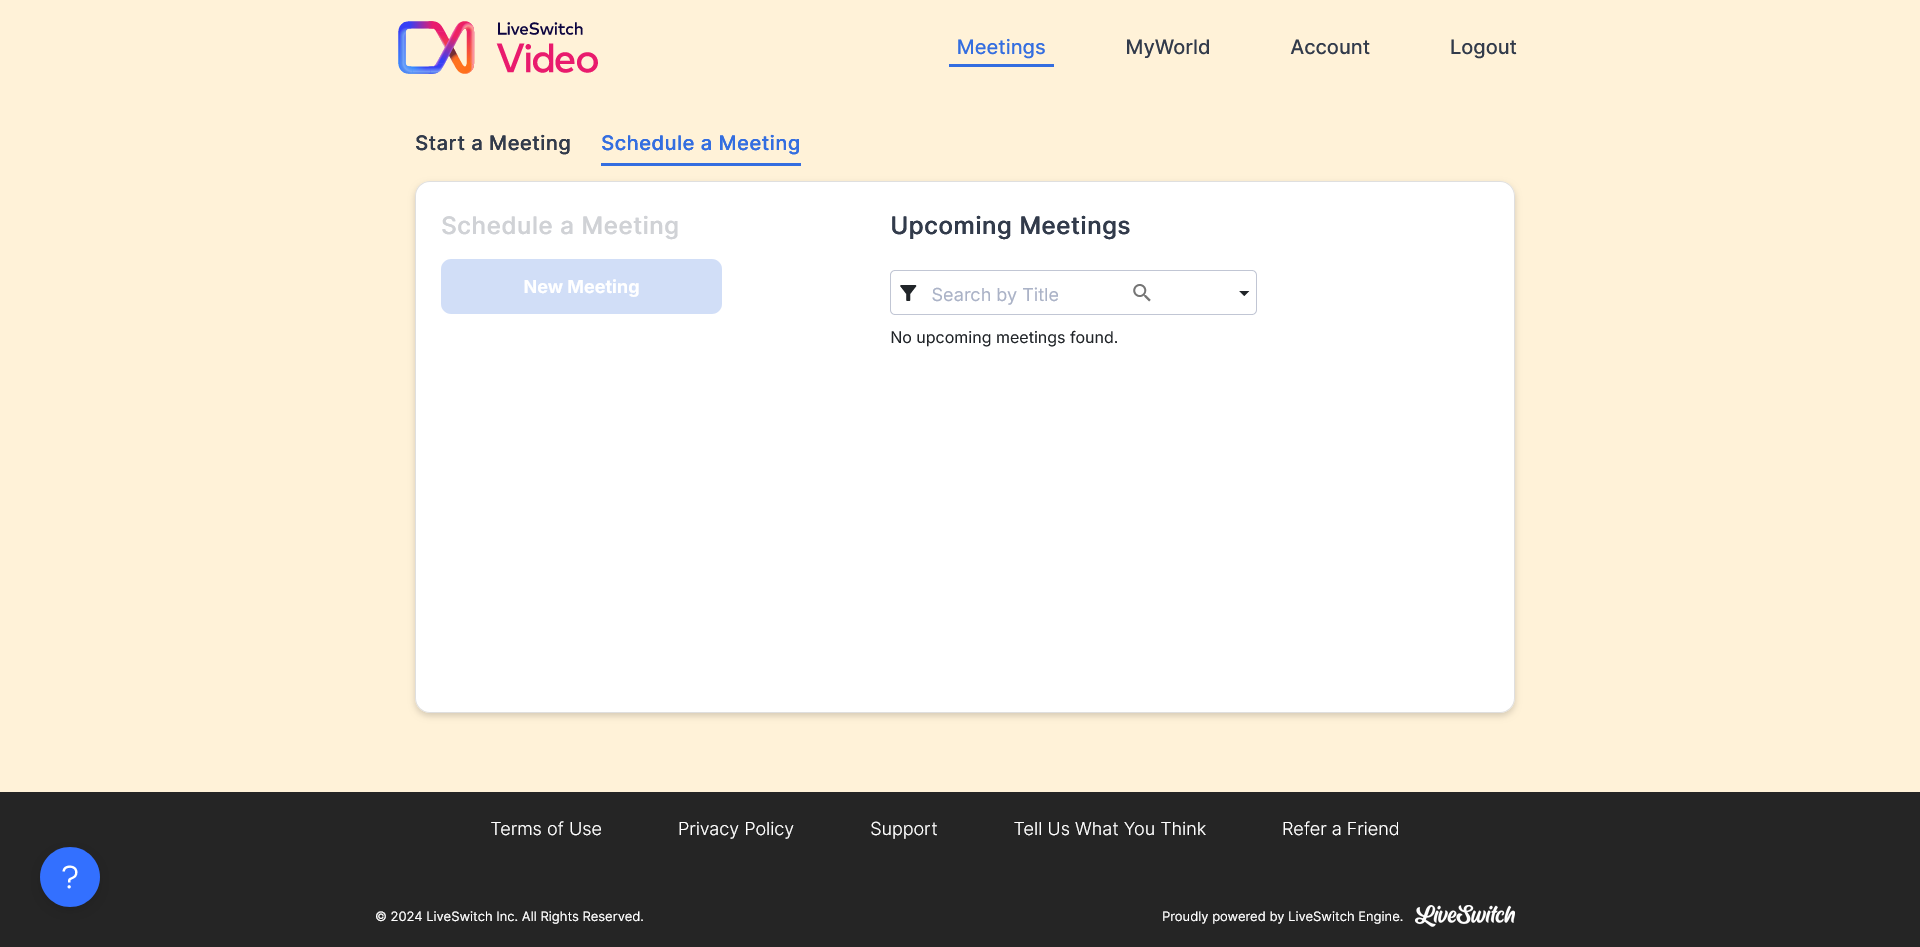 LiveSwitch
Video
Meetings
MyWorld
Account
Logout
Start a Meeting
Schedule a Meeting
Schedule a Meeting
New Meeting
Upcoming Meetings
Search by Title
No upcoming meetings found.
Terms of Use
Privacy Policy
Support
Tell Us What You Think
Refer a Friend
?
© 2024 LiveSwitch Inc. All Rights Reserved.
Proudly powered by LiveSwitch Engine.
LiveSwitch